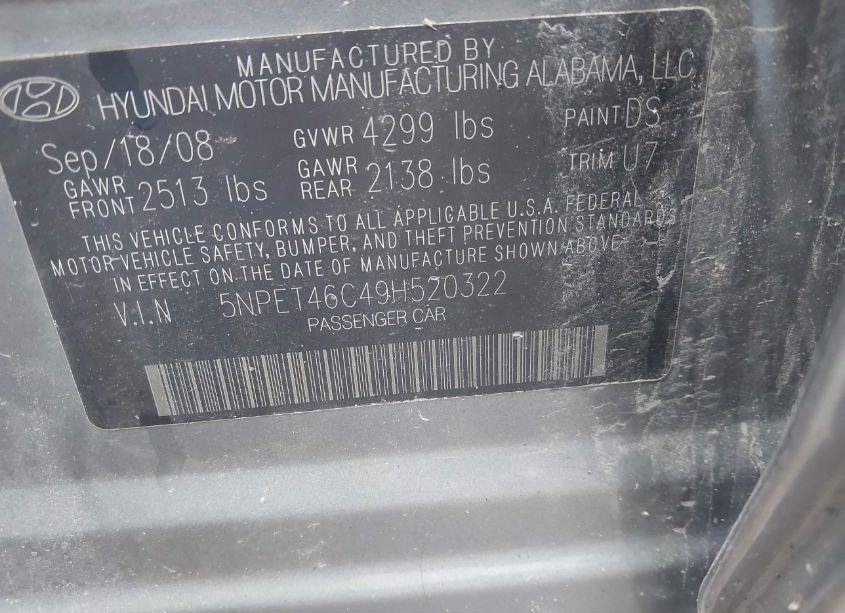 MANUFACTURED BY
HYUNDAI MOTOR MANUFACTURING ALABAMA, LLC
Sep/18/08 GVWR 4299 lbs PAINT DS
GAWR FRONT 2513 lbs GAWR REAR 2138 lbs TRIM U7
THIS VEHICLE CONFORMS TO ALL APPLICABLE U.S.A. FEDERAL
MOTOR VEHICLE SAFETY, BUMPER, AND THEFT PREVENTION STANDARDS
IN EFFECT ON THE DATE OF MANUFACTURE SHOWN ABOVE
V.I.N 5NPET46C49H520322
PASSENGER CAR